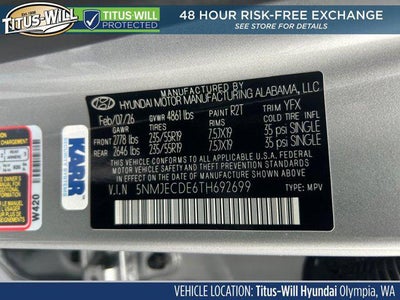 Titus-Will
TITUS-WILL
PROTECTED
48 HOUR RISK-FREE EXCHANGE
SEE STORE FOR DETAILS
MANUFACTURED BY
HYUNDAI MOTOR MANUFACTURING ALABAMA, LLC
Feb/07/26 GVWR 4861 lbs PAINT R2T TRIM YFX
GAWR TIRES RIMS COLD TIRE
FRONT 2778 lbs 235/55R19 7.5JX19 35 psi SINGLE
REAR 2646 lbs 235/55R19 7.5JX19 35 psi SINGLE
THIS VEHICLE CONFORMS TO ALL APPLICABLE
FEDERAL MOTOR VEHICLE SAFETY, BUMPER, AND
THEFT PREVENTION STANDARDS IN EFFECT ON
THE DATE OF MANUFACTURE SHOWN ABOVE.
V.I.N 5NMJECDE6TH692699 TYPE: MPV
KARR
W420
VEHICLE LOCATION: Titus-Will Hyundai Olympia, WA